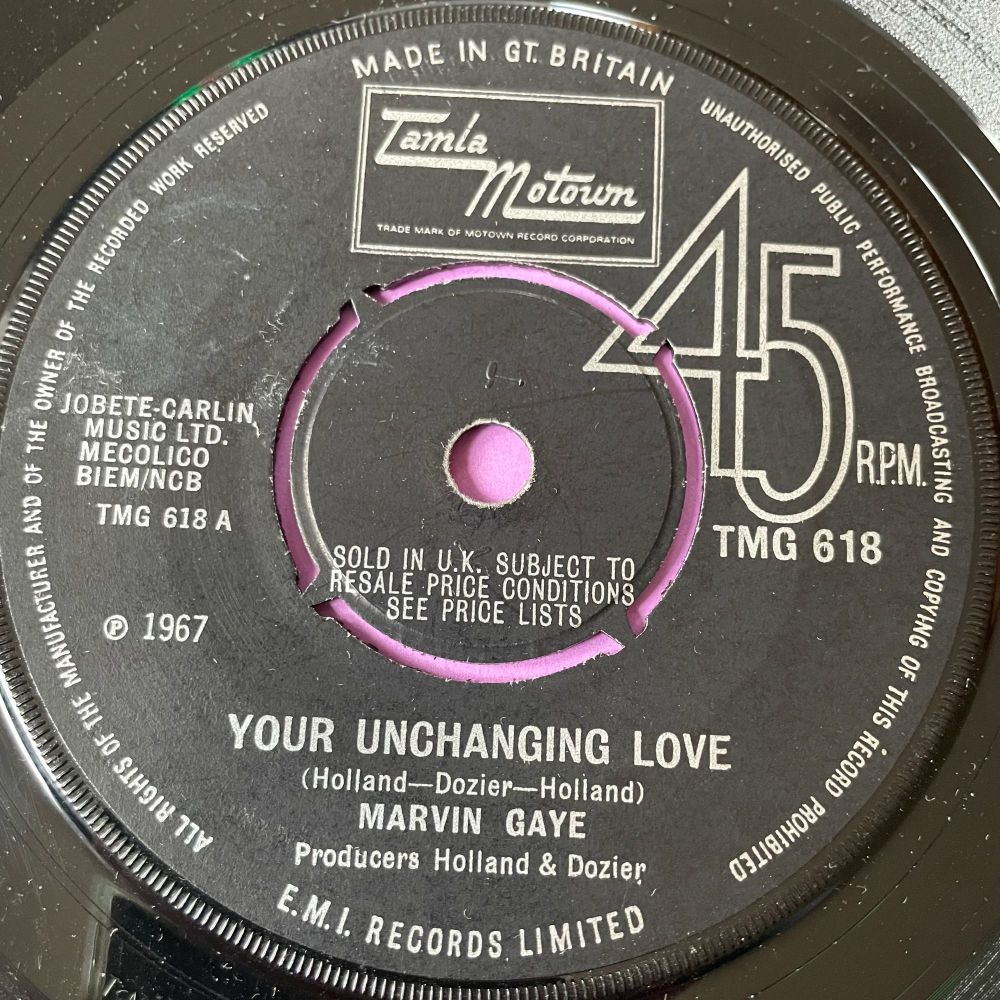 MADE IN GT. BRITAIN
Tamla
Motown
TRADE MARK OF MOTOWN RECORD CORPORATION
UNAUTHORISED PUBLIC PERFORMANCE BROADCASTING AND COPYING OF THIS RECORD PROHIBITED
ALL RIGHTS OF THE MANUFACTURER AND OF THE OWNER OF THE RECORDED WORK RESERVED
45
R.P.M.
TMG 618
JOBETE-CARLIN
MUSIC LTD.
MECOLICO
BIEM/NCB
TMG 618 A
℗ 1967
SOLD IN U.K. SUBJECT TO
RESALE PRICE CONDITIONS
SEE PRICE LISTS
YOUR UNCHANGING LOVE
(Holland—Dozier—Holland)
MARVIN GAYE
Producers Holland & Dozier
E.M.I. RECORDS LIMITED